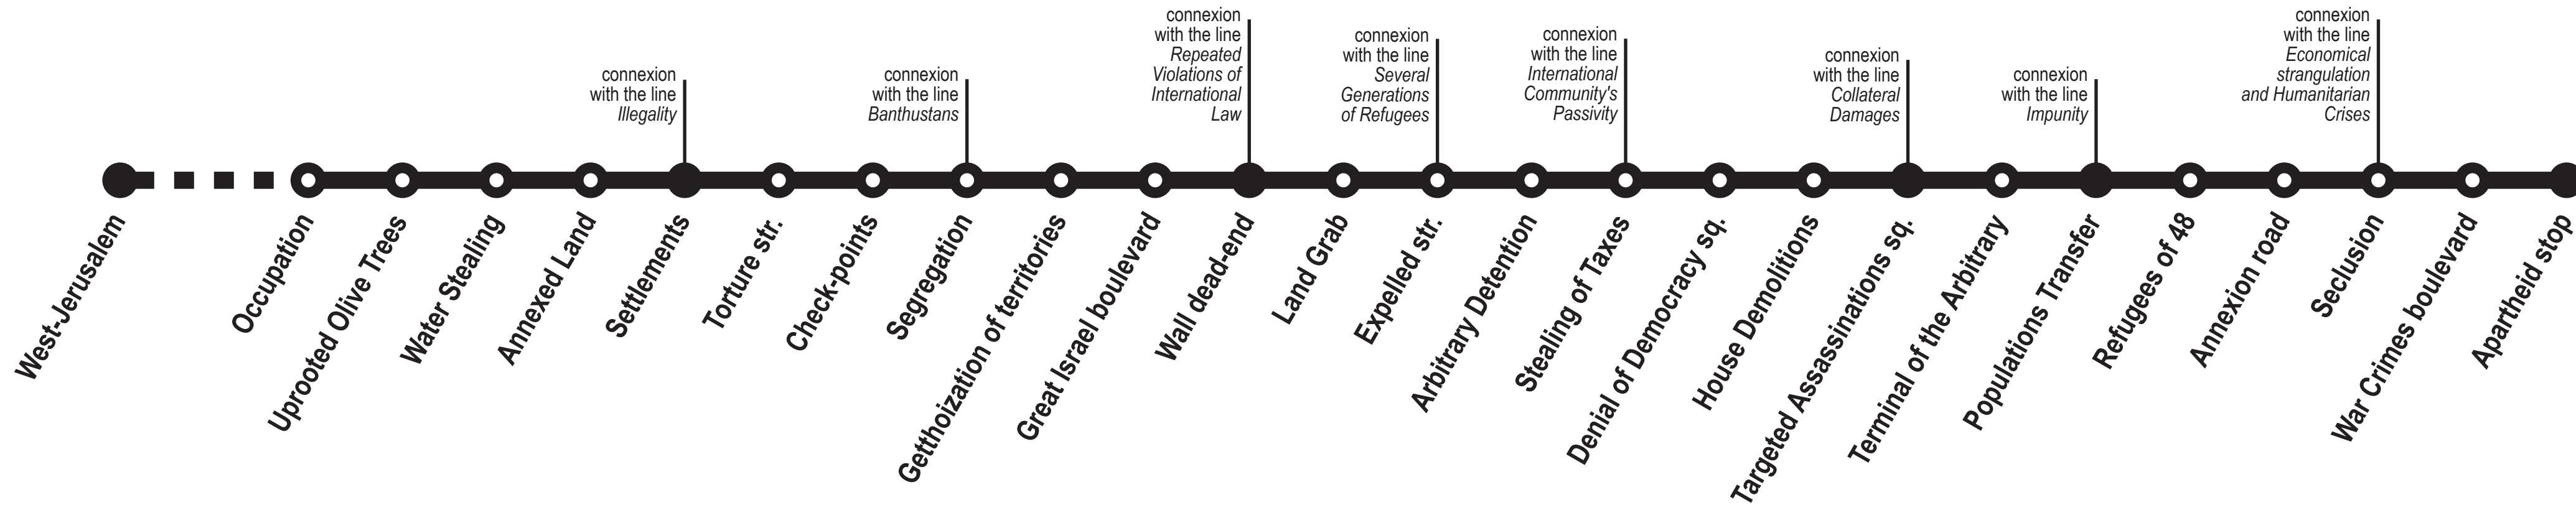 connexion
with the line
Illegality
connexion
with the line
Banthustans
connexion
with the line
Repeated
Violations of
International
Law
connexion
with the line
Several
Generations
of Refugees
connexion
with the line
International
Community's
Passivity
connexion
with the line
Collateral
Damages
connexion
with the line
Impunity
connexion
with the line
Economical
strangulation
and Humanitarian
Crises
West-Jerusalem
Occupation
Uprooted Olive Trees
Water Stealing
Annexed Land
Settlements
Torture str.
Check-points
Segregation
Getthoization of territories
Great Israel boulevard
Wall dead-end
Land Grab
Expelled str.
Arbitrary Detention
Stealing of Taxes
Denial of Democracy sq.
House Demolitions
Targeted Assassinations sq.
Terminal of the Arbitrary
Populations Transfer
Refugees of 48
Annexion road
Seclusion
War Crimes boulevard
Apartheid stop